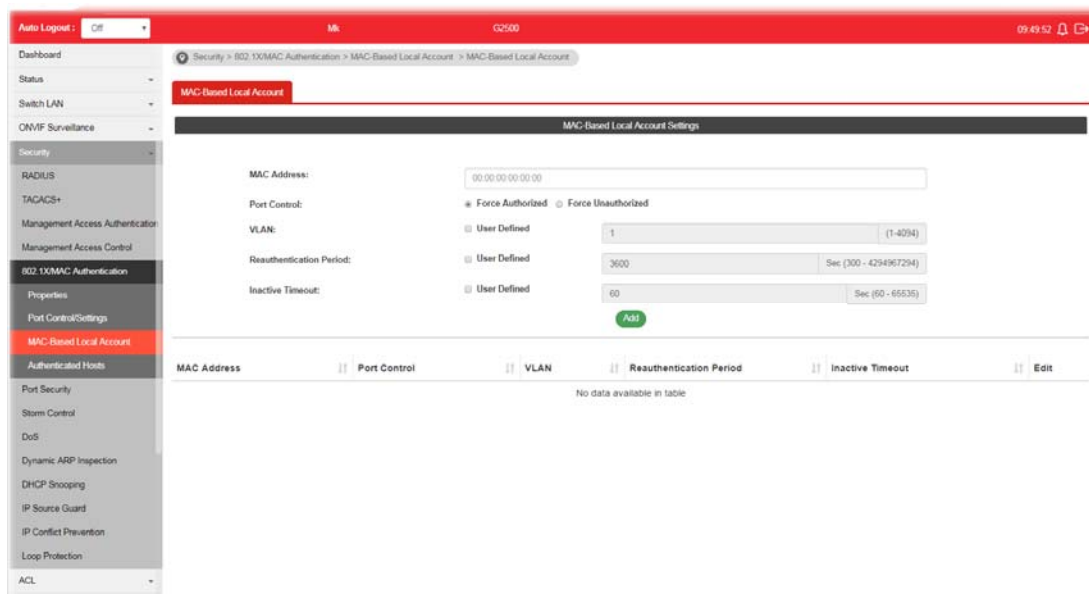 Auto Logout : Off Mk G2500 09:49:52
Dashboard
Status
Switch LAN
ONVIF Surveillance
Security
RADIUS
TACACS+
Management Access Authentication
Management Access Control
802.1X/MAC Authentication
Properties
Port Control/Settings
MAC-Based Local Account
Authenticated Hosts
Port Security
Storm Control
DoS
Dynamic ARP Inspection
DHCP Snooping
IP Source Guard
IP Conflict Prevention
Loop Protection
ACL
Security > 802.1X/MAC Authentication > MAC-Based Local Account > MAC-Based Local Account
MAC-Based Local Account
MAC-Based Local Account Settings
MAC Address: 00:00:00:00:00:00
Port Control: Force Authorized Force Unauthorized
VLAN: User Defined 1 (1-4094)
Reauthentication Period: User Defined 3600 Sec (300 - 4294967294)
Inactive Timeout: User Defined 60 Sec (60 - 65535)
Add
MAC Address Port Control VLAN Reauthentication Period Inactive Timeout Edit
No data available in table